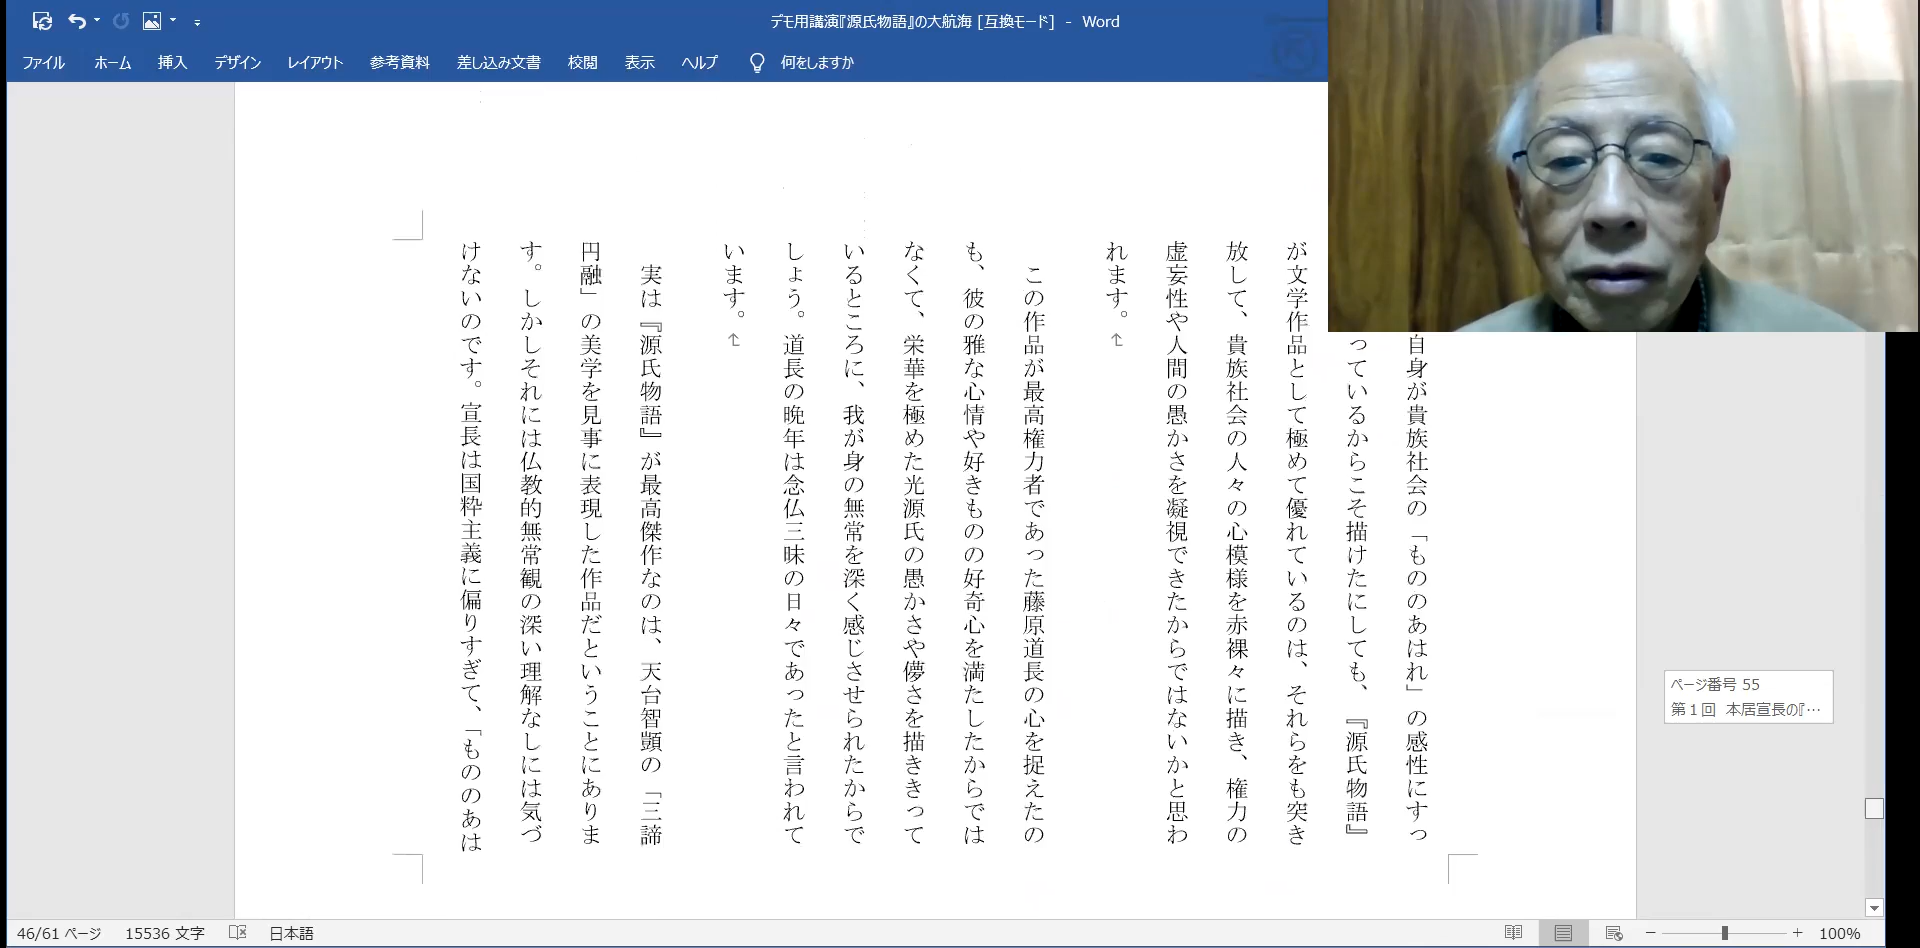 デモ用講演『源氏物語』の大航海 [互換モード] - Word
ファイル ホーム 挿入 デザイン レイアウト 参考資料 差し込み文書 校閲 表示 ヘルプ 何をしますか
自身が貴族社会の「もののあはれ」の感性にすっ
っているからこそ描けたにしても、『源氏物語』
が文学作品として極めて優れているのは、それらをも突き
放して、貴族社会の人々の心模様を赤裸々に描き、権力の
虚妄性や人間の愚かさを凝視できたからではないかと思わ
れます。
この作品が最高権力者であった藤原道長の心を捉えたの
も、彼の雅な心情や好きものの好奇心を満たしたからでは
なくて、栄華を極めた光源氏の愚かさや儚さを描ききって
いるところに、我が身の無常を深く感じさせられたからで
しょう。道長の晩年は念仏三昧の日々であったと言われて
います。
実は『源氏物語』が最高傑作なのは、天台智顗の「三諦
円融」の美学を見事に表現した作品だということにありま
す。しかしそれには仏教的無常観の深い理解なしには気づ
けないのです。宣長は国粋主義に偏りすぎて、「もののあは
ページ番号 55
第１回 本居宣長の『…
46/61 ページ 15536 文字 日本語 100%